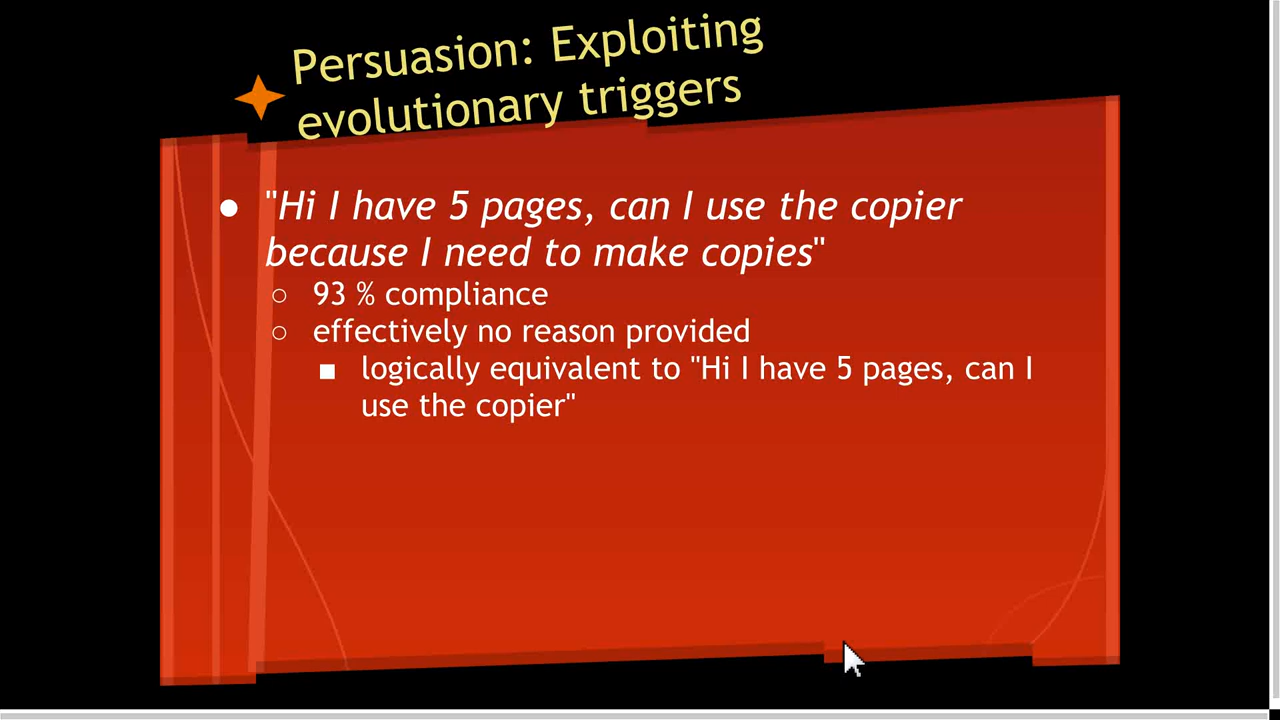 Persuasion: Exploiting
evolutionary triggers
● "Hi I have 5 pages, can I use the copier
because I need to make copies"
○ 93 % compliance
○ effectively no reason provided
■ logically equivalent to "Hi I have 5 pages, can I
use the copier"